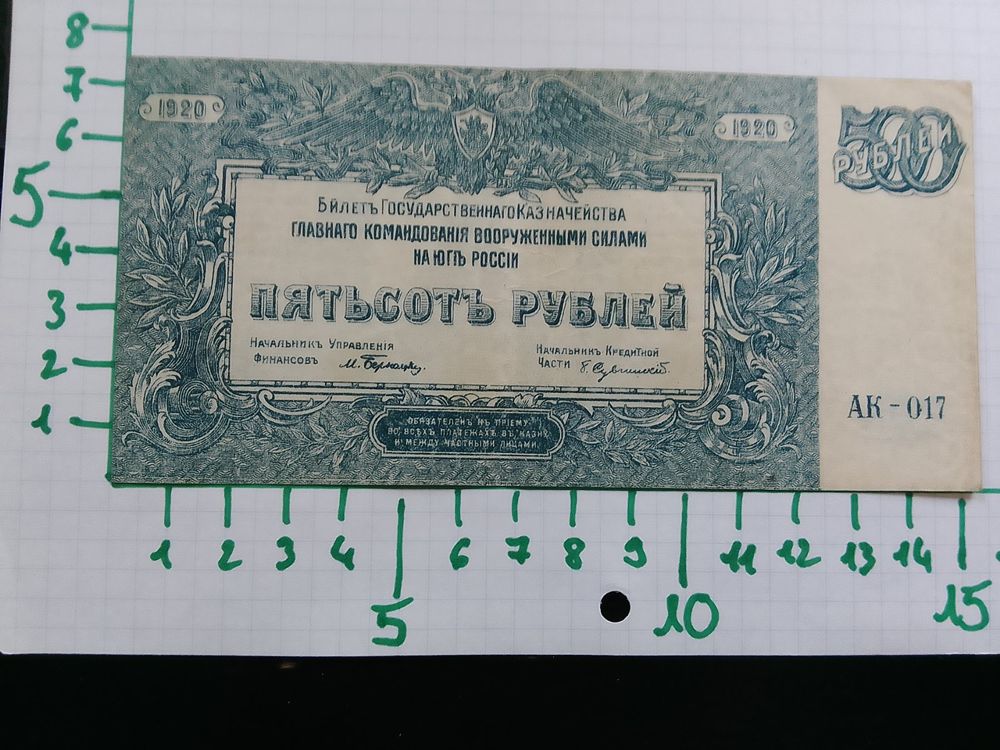 8
7
6
5
4
3
2
1
1920
1920
500
РУБЛЕЙ
БИЛЕТЪ ГОСУДАРСТВЕННАГО КАЗНАЧЕЙСТВА
ГЛАВНАГО КОМАНДОВАНІЯ ВООРУЖЕННЫМИ СИЛАМИ
НА ЮГѢ РОССІИ
ПЯТЬСОТЪ РУБЛЕЙ
НАЧАЛЬНИКЪ УПРАВЛЕНІЯ
ФИНАНСОВЪ
НАЧАЛЬНИКЪ КРЕДИТНОЙ
ЧАСТИ
АК - 017
ОБЯЗАТЕЛЕНЪ КЪ ПРІЕМУ
ВО ВСѢХЪ ПЛАТЕЖАХЪ ВЪ КАЗНУ
И МЕЖДУ ЧАСТНЫМИ ЛИЦАМИ.
1 2 3 4 5 6 7 8 9 10 11 12 13 14 15